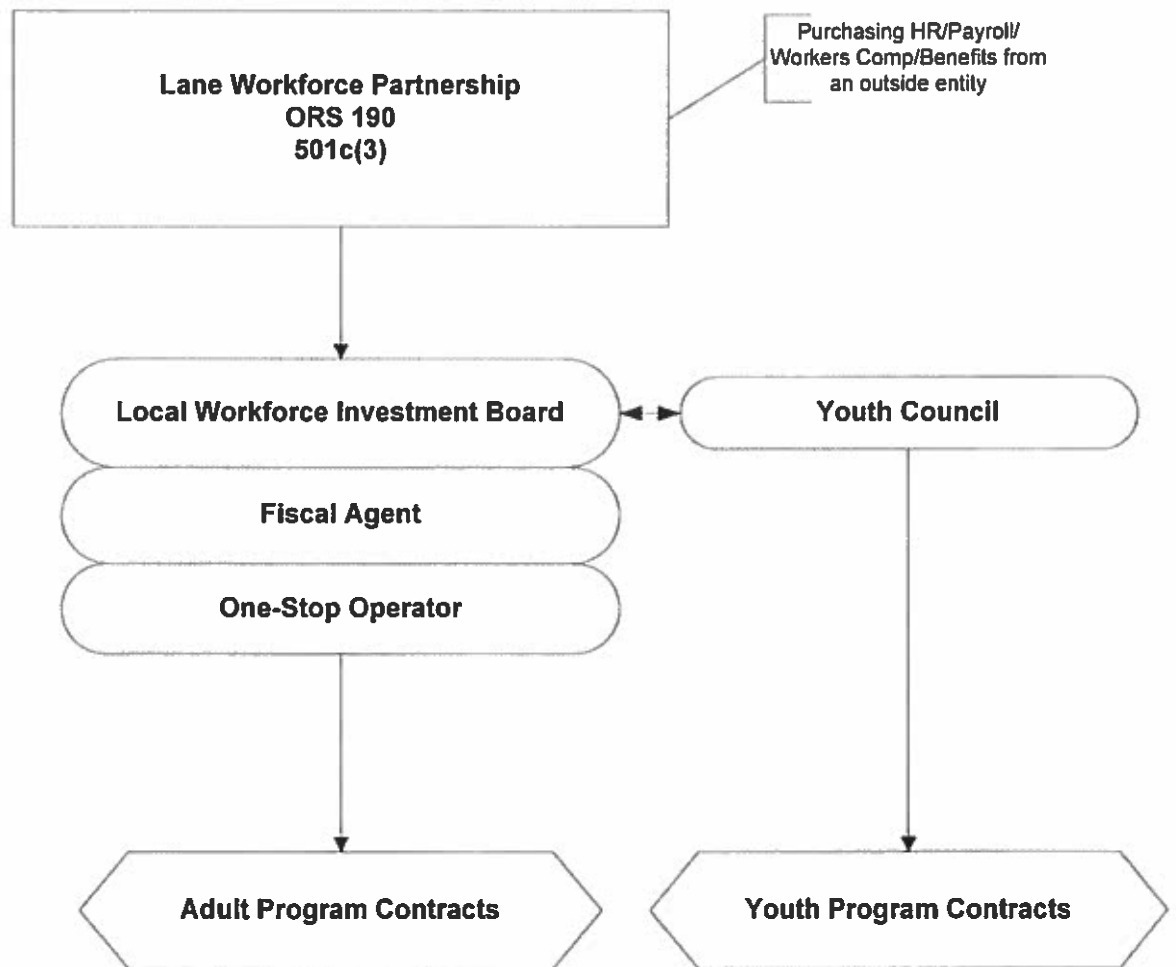 Lane Workforce Partnership
ORS 190
501c(3)
Purchasing HR/Payroll/
Workers Comp/Benefits from
an outside entity
Local Workforce Investment Board
Youth Council
Fiscal Agent
One-Stop Operator
Adult Program Contracts
Youth Program Contracts